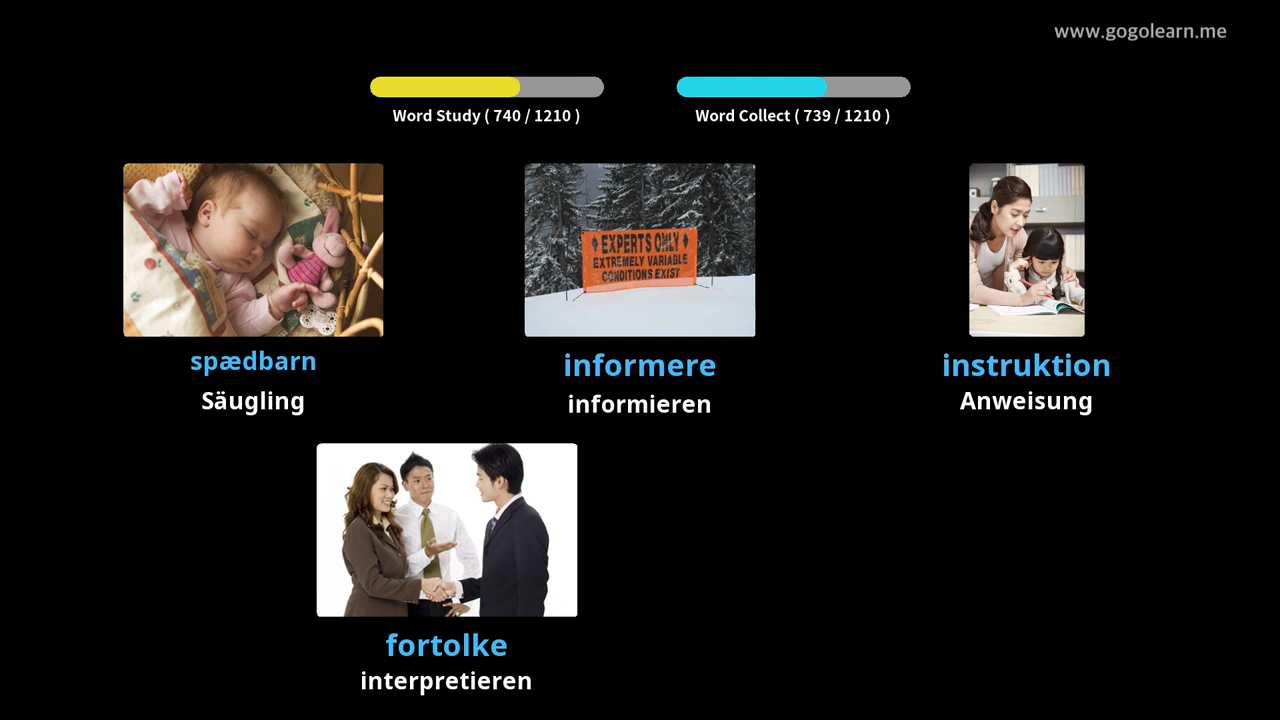 www.gogolearn.me
Word Study ( 740 / 1210 )
Word Collect ( 739 / 1210 )
EXPERTS ONLY
EXTREMELY VARIABLE
CONDITIONS EXIST
spædbarn
informere
instruktion
Säugling
informieren
Anweisung
fortolke
interpretieren